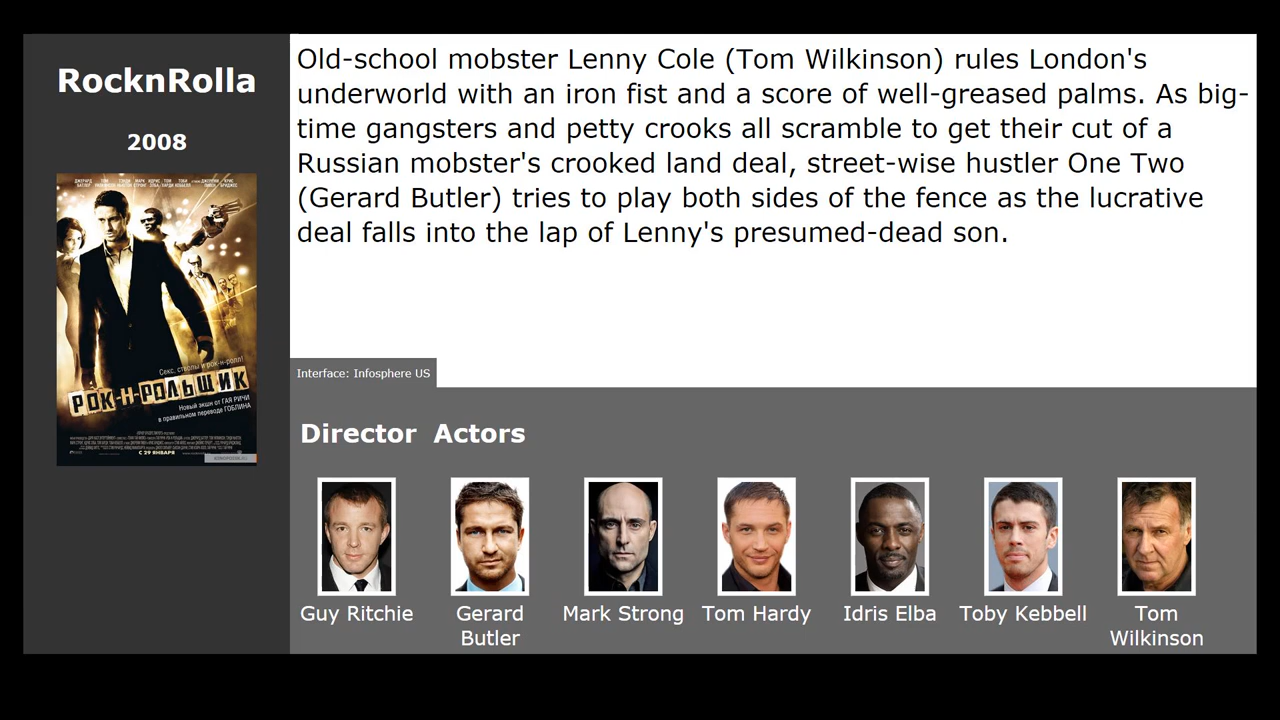 RocknRolla
2008
Секс, стволы и рок-н-ролл!
РОК-Н-РОЛЬЩИК
Новый экшн от ГАЯ РИЧИ
в правильном переводе ГОБЛИНА
С 29 ЯНВАРЯ
Old-school mobster Lenny Cole (Tom Wilkinson) rules London's
underworld with an iron fist and a score of well-greased palms. As big-
time gangsters and petty crooks all scramble to get their cut of a
Russian mobster's crooked land deal, street-wise hustler One Two
(Gerard Butler) tries to play both sides of the fence as the lucrative
deal falls into the lap of Lenny's presumed-dead son.
Interface: Infosphere US
Director Actors
Guy Ritchie
Gerard
Butler
Mark Strong
Tom Hardy
Idris Elba
Toby Kebbell
Tom
Wilkinson